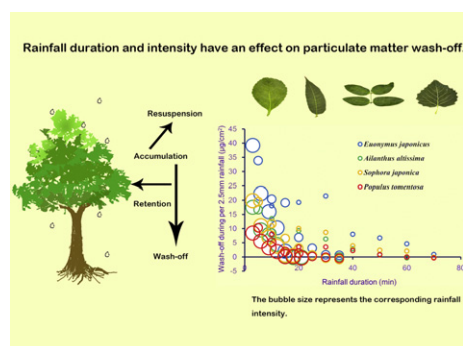 Rainfall duration and intensity have an effect on particulate matter wash-off.
Resuspension
Accumulation
Retention
Wash-off
Wash-off during per 2.5mm rainfall (μg/cm²)
45
40
35
30
25
20
15
10
5
0
-5
Euonymus japonicus
Ailanthus altissima
Sophora japonica
Populus tomentosa
0
20
40
60
80
Rainfall duration (min)
The bubble size represents the corresponding rainfall
intensity.